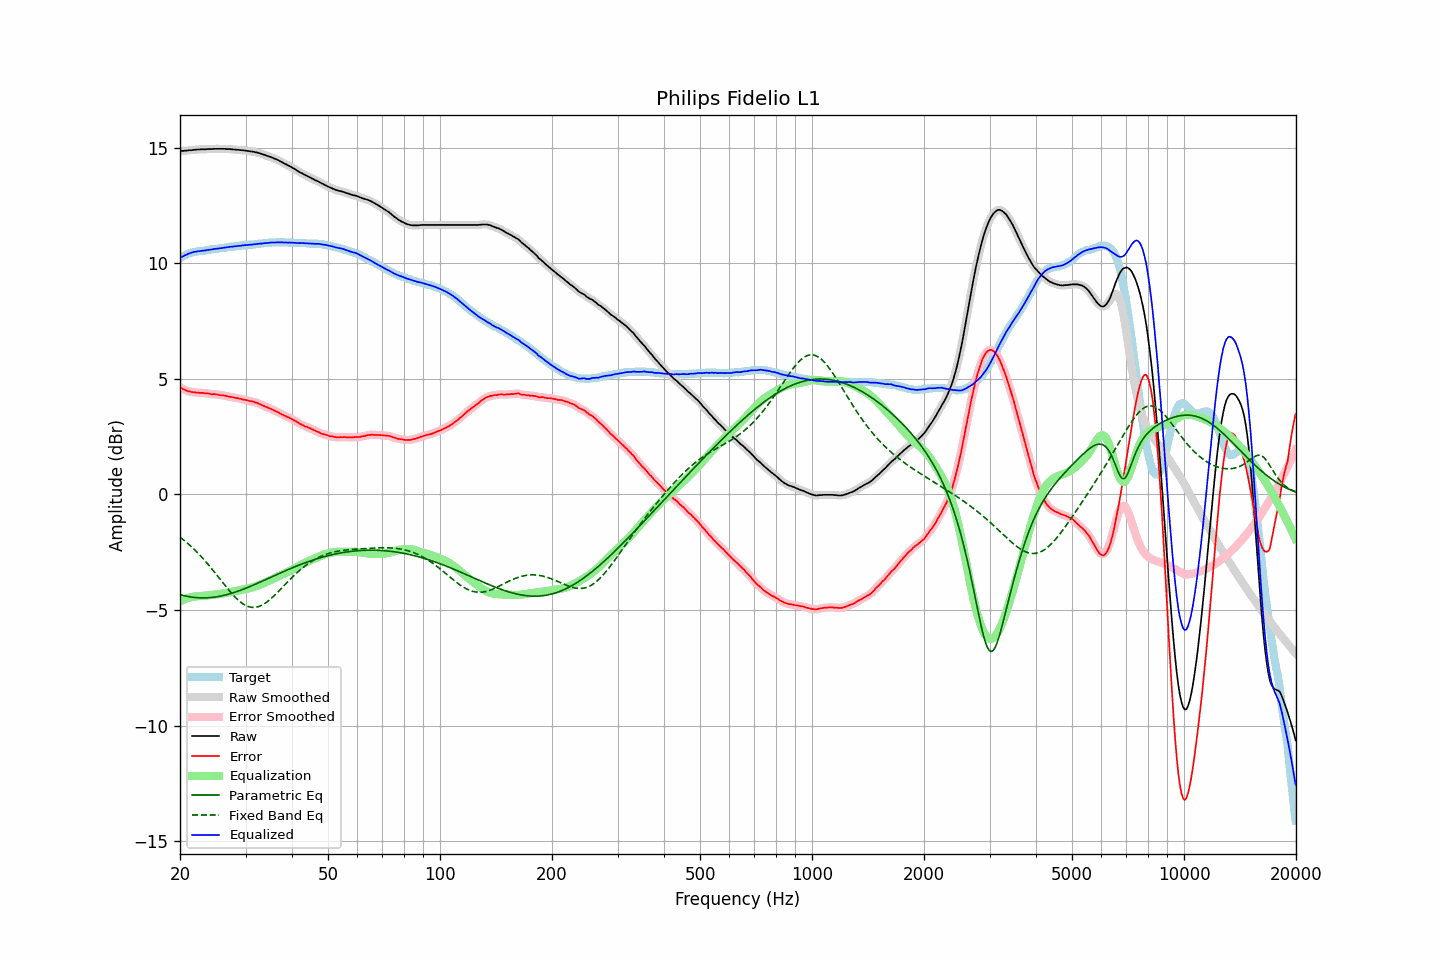 Philips Fidelio L1
Amplitude (dBr)
15
10
5
0
−5
−10
−15
Target
Raw Smoothed
Error Smoothed
Raw
Error
Equalization
Parametric Eq
Fixed Band Eq
Equalized
20 50 100 200 500 1000 2000 5000 10000 20000
Frequency (Hz)